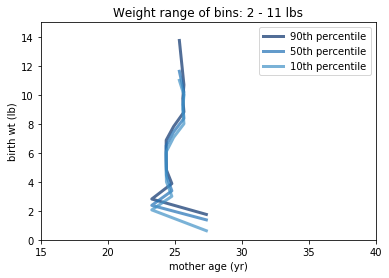 Weight range of bins: 2 - 11 lbs
90th percentile
50th percentile
10th percentile
birth wt (lb)
14
12
10
8
6
4
2
0
15
20
25
30
35
40
mother age (yr)